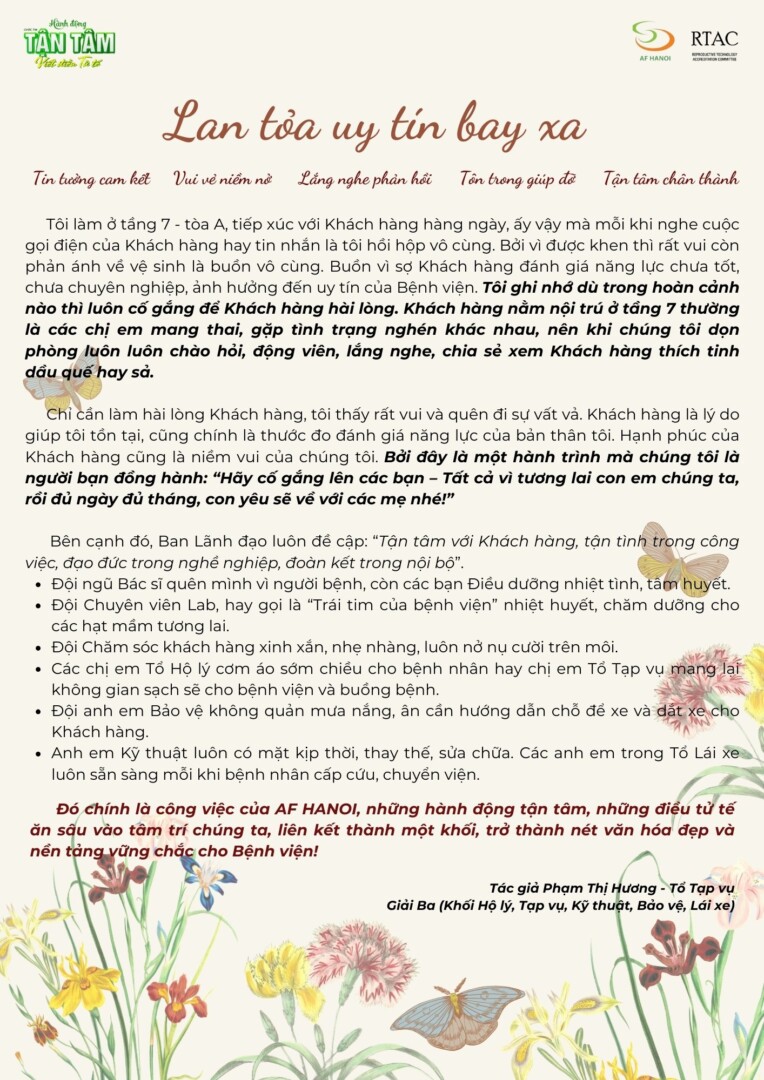 Hành động
TẬN TÂM
Việt thêm Tử tế
AF HANOI
RTAC
REPRODUCTIVE TECHNOLOGY
ACCREDITATION COMMITTEE
Lan tỏa uy tín bay xa
Tin tưởng cam kết Vui vẻ niềm nở Lắng nghe phản hồi Tôn trọng giúp đỡ Tận tâm chân thành
Tôi làm ở tầng 7 - tòa A, tiếp xúc với Khách hàng hàng ngày, ấy vậy mà mỗi khi nghe cuộc
gọi điện của Khách hàng hay tin nhắn là tôi hồi hộp vô cùng. Bởi vì được khen thì rất vui còn
phản ánh về vệ sinh là buồn vô cùng. Buồn vì sợ Khách hàng đánh giá năng lực chưa tốt,
chưa chuyên nghiệp, ảnh hưởng đến uy tín của Bệnh viện. Tôi ghi nhớ dù trong hoàn cảnh
nào thì luôn cố gắng để Khách hàng hài lòng. Khách hàng nằm nội trú ở tầng 7 thường
là các chị em mang thai, gặp tình trạng nghén khác nhau, nên khi chúng tôi dọn
phòng luôn luôn chào hỏi, động viên, lắng nghe, chia sẻ xem Khách hàng thích tinh
dầu quế hay sả.
Chỉ cần làm hài lòng Khách hàng, tôi thấy rất vui và quên đi sự vất vả. Khách hàng là lý do
giúp tôi tồn tại, cũng chính là thước đo đánh giá năng lực của bản thân tôi. Hạnh phúc của
Khách hàng cũng là niềm vui của chúng tôi. Bởi đây là một hành trình mà chúng tôi là
người bạn đồng hành: “Hãy cố gắng lên các bạn – Tất cả vì tương lai con em chúng ta,
rồi đủ ngày đủ tháng, con yêu sẽ về với các mẹ nhé!”
Bên cạnh đó, Ban Lãnh đạo luôn đề cập: “Tận tâm với Khách hàng, tận tình trong công
việc, đạo đức trong nghề nghiệp, đoàn kết trong nội bộ”.
• Đội ngũ Bác sĩ quên mình vì người bệnh, còn các bạn Điều dưỡng nhiệt tình, tâm huyết.
• Đội Chuyên viên Lab, hay gọi là “Trái tim của bệnh viện” nhiệt huyết, chăm dưỡng cho
các hạt mầm tương lai.
• Đội Chăm sóc khách hàng xinh xắn, nhẹ nhàng, luôn nở nụ cười trên môi.
• Các chị em Tổ Hộ lý cơm áo sớm chiều cho bệnh nhân hay chị em Tổ Tạp vụ mang lại
không gian sạch sẽ cho bệnh viện và buồng bệnh.
• Đội anh em Bảo vệ không quản mưa nắng, ân cần hướng dẫn chỗ để xe và dắt xe cho
Khách hàng.
• Anh em Kỹ thuật luôn có mặt kịp thời, thay thế, sửa chữa. Các anh em trong Tổ Lái xe
luôn sẵn sàng mỗi khi bệnh nhân cấp cứu, chuyển viện.
Đó chính là công việc của AF HANOI, những hành động tận tâm, những điều tử tế
ăn sâu vào tâm trí chúng ta, liên kết thành một khối, trở thành nét văn hóa đẹp và
nền tảng vững chắc cho Bệnh viện!
Tác giả Phạm Thị Hương - Tổ Tạp vụ
Giải Ba (Khối Hộ lý, Tạp vụ, Kỹ thuật, Bảo vệ, Lái xe)